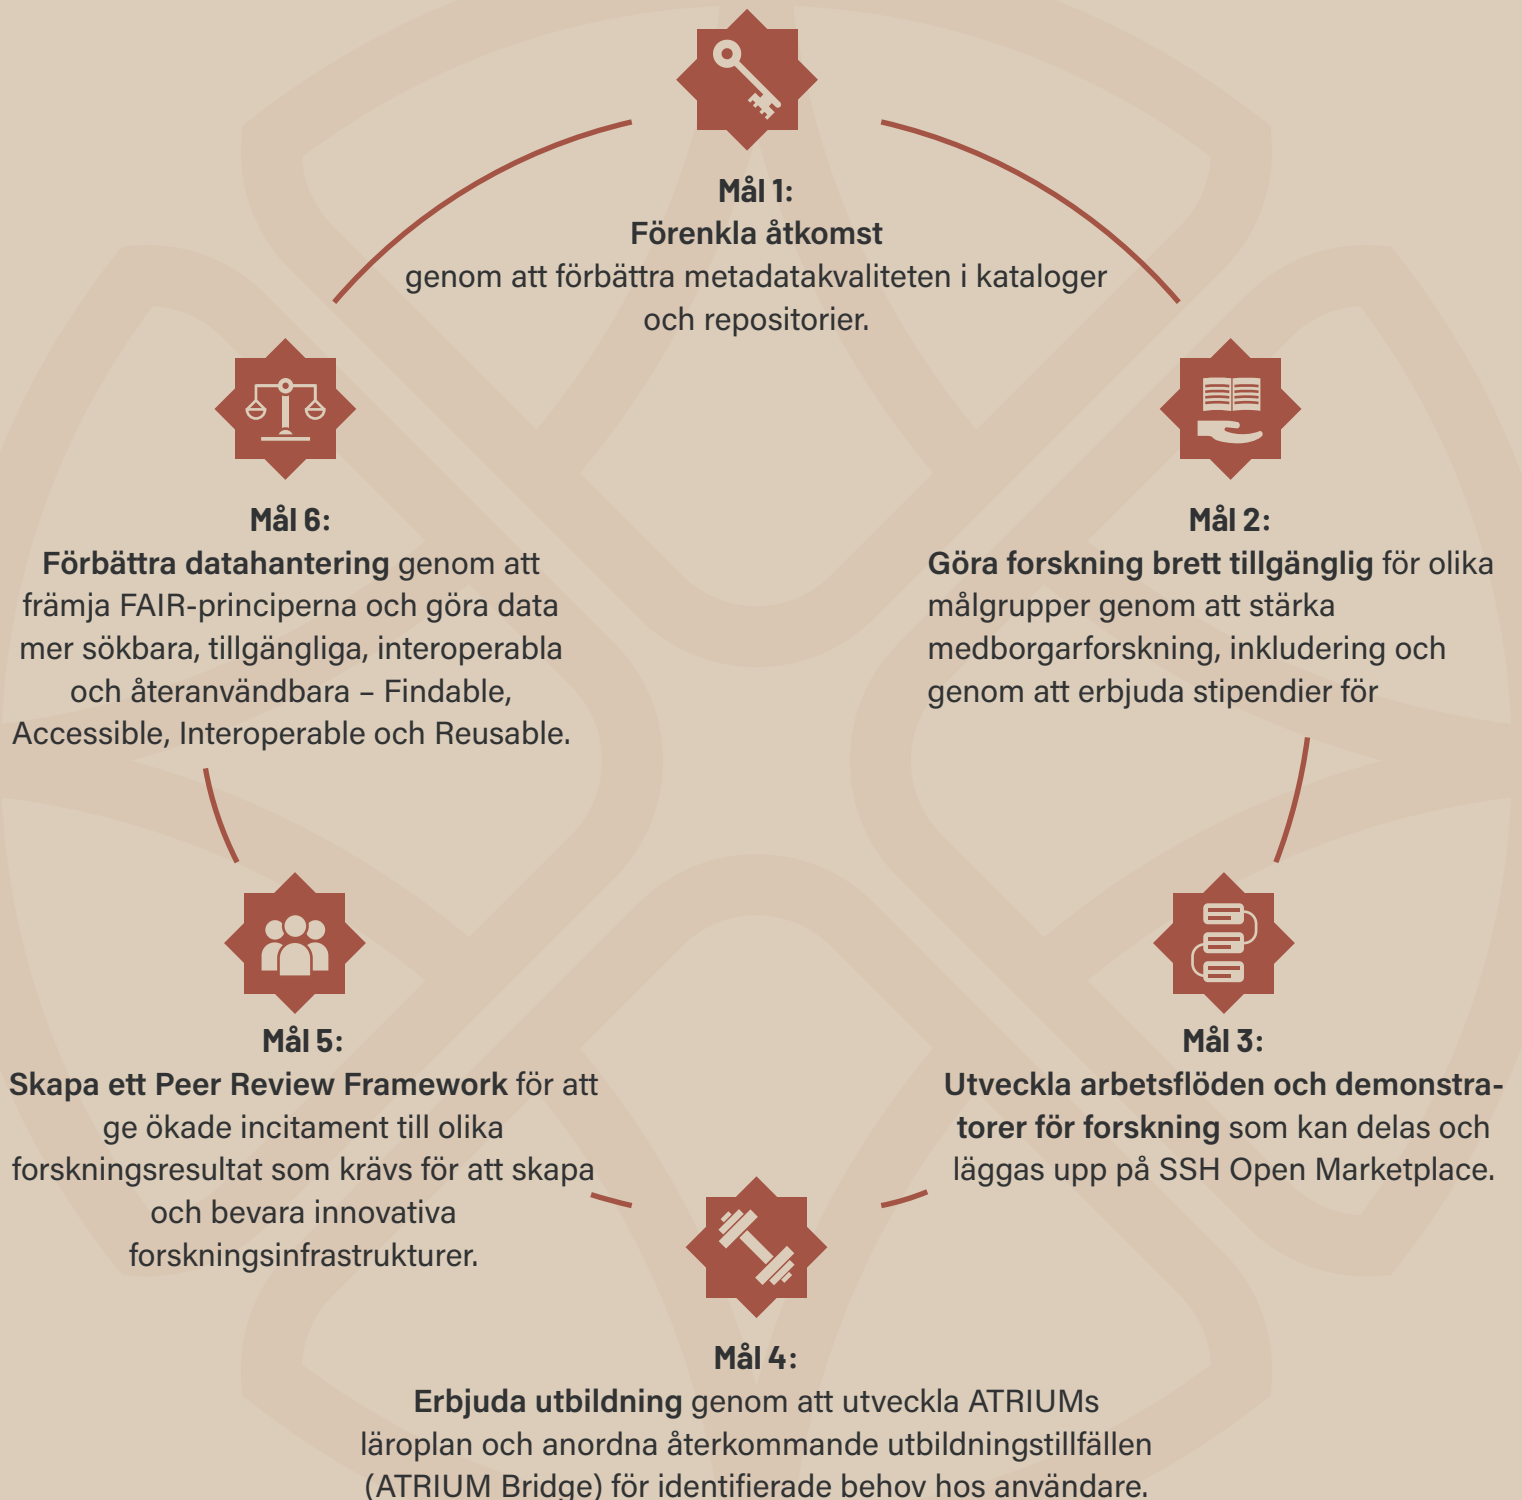 Mål 1:
Förenkla åtkomst
genom att förbättra metadatakvaliteten i kataloger
och repositorier.
Mål 2:
Göra forskning brett tillgänglig för olika
målgrupper genom att stärka
medborgarforskning, inkludering och
genom att erbjuda stipendier för
Mål 3:
Utveckla arbetsflöden och demonstra-
torer för forskning som kan delas och
läggas upp på SSH Open Marketplace.
Mål 4:
Erbjuda utbildning genom att utveckla ATRIUMs
läroplan och anordna återkommande utbildningstillfällen
(ATRIUM Bridge) för identifierade behov hos användare.
Mål 5:
Skapa ett Peer Review Framework för att
ge ökade incitament till olika
forskningsresultat som krävs för att skapa
och bevara innovativa
forskningsinfrastrukturer.
Mål 6:
Förbättra datahantering genom att
främja FAIR-principerna och göra data
mer sökbara, tillgängliga, interoperabla
och återanvändbara – Findable,
Accessible, Interoperable och Reusable.